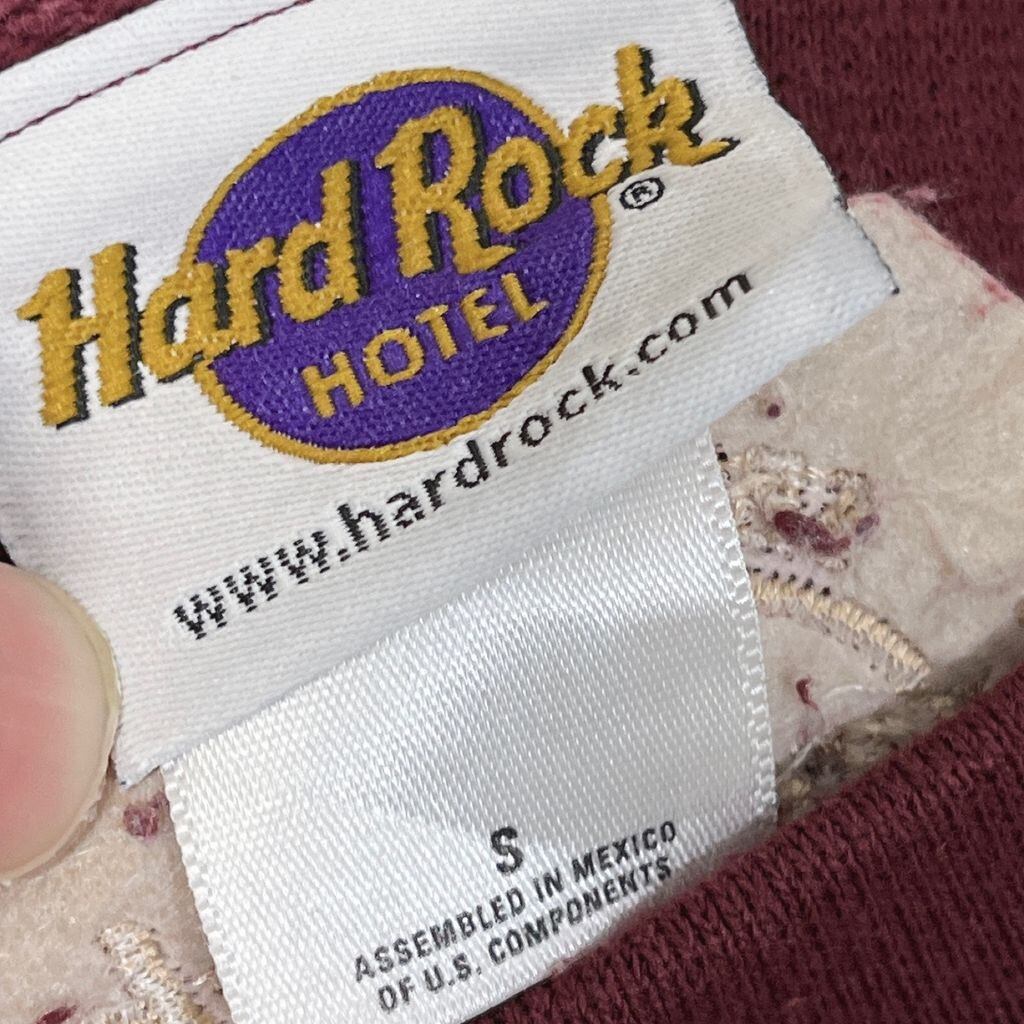 Hard Rock ®
HOTEL
www.hardrock.com
S
ASSEMBLED IN MEXICO
OF U.S. COMPONENTS